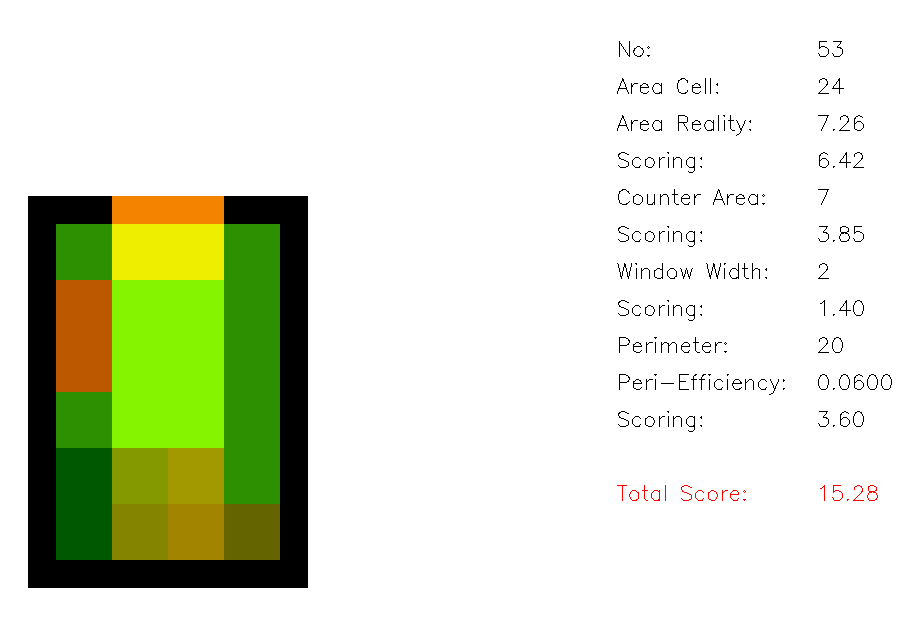 No: 53
Area Cell: 24
Area Reality: 7.26
Scoring: 6.42
Counter Area: 7
Scoring: 3.85
Window Width: 2
Scoring: 1.40
Perimeter: 20
Peri-Efficiency: 0.0600
Scoring: 3.60
Total Score: 15.28